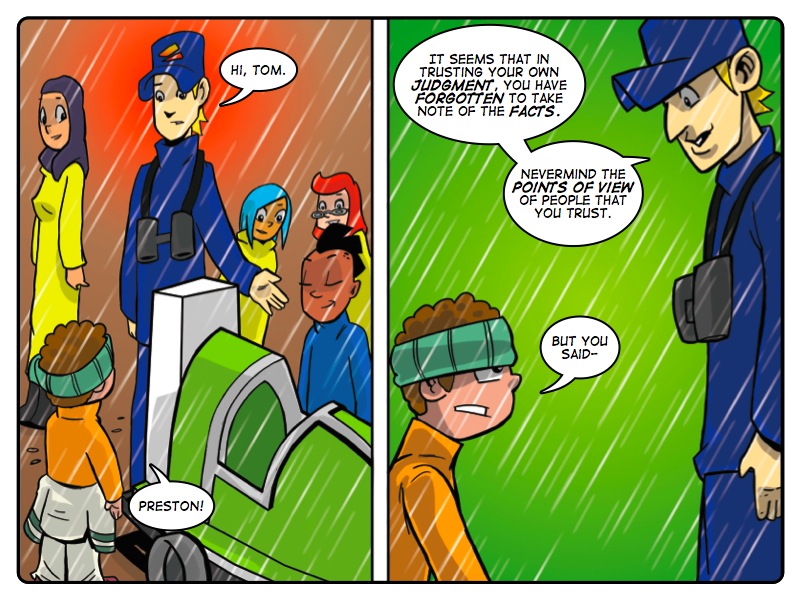 HI, TOM.
PRESTON!
IT SEEMS THAT IN
TRUSTING YOUR OWN
JUDGMENT, YOU HAVE
FORGOTTEN TO TAKE
NOTE OF THE FACTS.
NEVERMIND THE
POINTS OF VIEW
OF PEOPLE THAT
YOU TRUST.
BUT YOU
SAID-